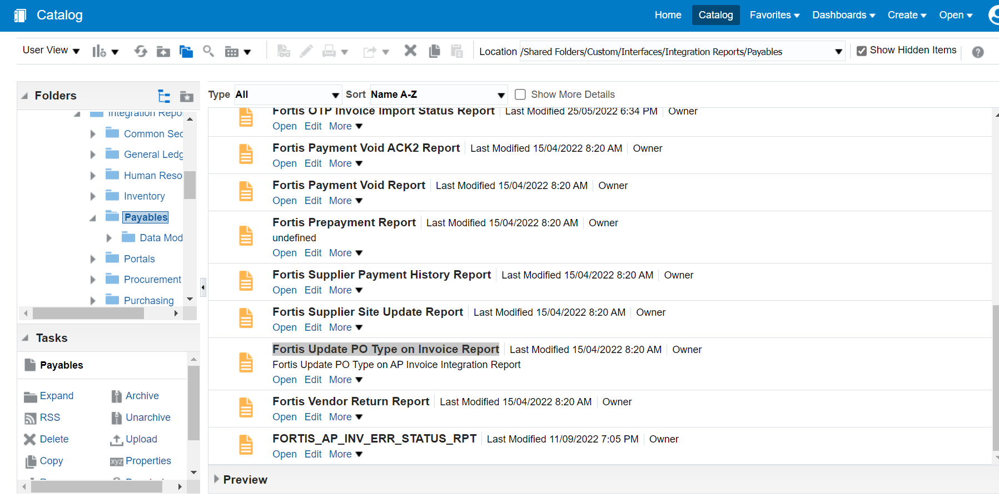 Catalog
Home Catalog Favorites Dashboards Create Open
User View Location /Shared Folders/Custom/Interfaces/Integration Reports/Payables Show Hidden Items
Folders
Integration Repor
Common Sec
General Ledg
Human Reso
Inventory
Payables
Data Mod
Portals
Procurement
Purchasing
Tasks
Payables
Expand Archive
RSS Unarchive
Delete Upload
Copy Properties
Type All Sort Name A-Z Show More Details
Fortis OTP Invoice Import Status Report Last Modified 25/05/2022 6:34 PM Owner
Open Edit More
Fortis Payment Void ACK2 Report Last Modified 15/04/2022 8:20 AM Owner
Open Edit More
Fortis Payment Void Report Last Modified 15/04/2022 8:20 AM Owner
Open Edit More
Fortis Prepayment Report Last Modified 15/04/2022 8:20 AM Owner
undefined
Open Edit More
Fortis Supplier Payment History Report Last Modified 15/04/2022 8:20 AM Owner
Open Edit More
Fortis Supplier Site Update Report Last Modified 15/04/2022 8:20 AM Owner
Open Edit More
Fortis Update PO Type on Invoice Report Last Modified 15/04/2022 8:20 AM Owner
Fortis Update PO Type on AP Invoice Integration Report
Open Edit More
Fortis Vendor Return Report Last Modified 15/04/2022 8:20 AM Owner
Open Edit More
FORTIS_AP_INV_ERR_STATUS_RPT Last Modified 11/09/2022 7:05 PM Owner
Open Edit More
Preview